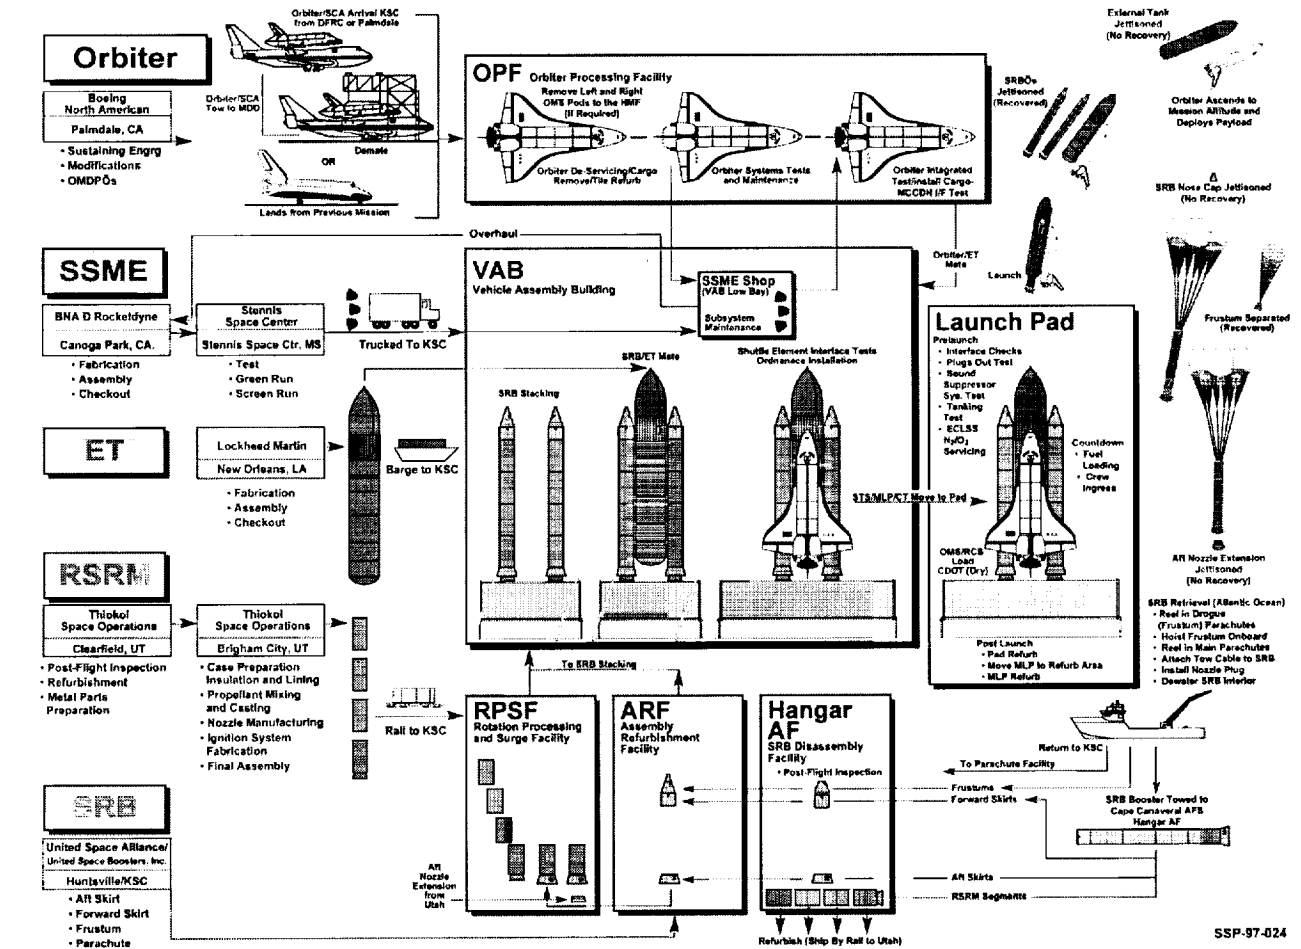 Orbiter
Boeing
North American
Palmdale, CA
• Sustaining Engrg
• Modifications
• OMDPÕs
Orbiter/SCA Arrival KSC
from DFRC or Palmdale
Orbiter/SCA
Tow to MDD
Demate
OR
Lands from Previous Mission
OPF Orbiter Processing Facility
Remove Left and Right
OMS Pods to the HMF
(If Required)
Orbiter De-Servicing/Cargo
Remove/Tile Refurb
Orbiter Systems Tests
and Maintenance
Orbiter Integrated
Test/Install Cargo-
MCCDH I/F Test
Orbiter/ET
Mate
SSME
BNA Ð Rocketdyne
Canoga Park, CA.
• Fabrication
• Assembly
• Checkout
Stennis
Space Center
Stennis Space Ctr, MS
• Test
• Green Run
• Screen Run
Overhaul
Trucked To KSC
ET
Lockheed Martin
New Orleans, LA
• Fabrication
• Assembly
• Checkout
Barge to KSC
VAB
Vehicle Assembly Building
SSME Shop
(VAB Low Bay)
Subsystem
Maintenance
SRB Stacking
SRB/ET Mate
Shuttle Element Interface Tests
Ordnance Installation
STS/MLP/CT Move to Pad
RSRM
Thiokol
Space Operations
Clearfield, UT
• Post-Flight Inspection
• Refurbishment
• Metal Parts
Preparation
Thiokol
Space Operations
Brigham City, UT
• Case Preparation
Insulation and Lining
• Propellant Mixing
and Casting
• Nozzle Manufacturing
• Ignition System
Fabrication
• Final Assembly
Rail to KSC
To SRB Stacking
SRB
United Space Alliance/
United Space Boosters, Inc.
Huntsville/KSC
• Aft Skirt
• Forward Skirt
• Frustum
• Parachute
RPSF
Rotation Processing
and Surge Facility
Aft
Nozzle
Extension
from
Utah
ARF
Assembly
Refurbishment
Facility
Hangar
AF
SRB Disassembly
Facility
• Post-Flight Inspection
Refurbish (Ship By Rail to Utah)
Launch Pad
Prelaunch
• Interface Checks
• Plugs Out Test
• Sound
Suppressor
Sys. Test
• Tanking
Test
• ECLSS
N₂/O₂
Servicing
Countdown
• Fuel
Loading
• Crew
Ingress
OMS/RCS
Load
CDDT (Dry)
Post Launch
• Pad Refurb
• Move MLP to Refurb Area
• MLP Refurb
Launch
SRBÕs
Jettisoned
(Recovered)
External Tank
Jettisoned
(No Recovery)
Orbiter Ascends to
Mission Altitude and
Deploys Payload
SRB Nose Cap Jettisoned
(No Recovery)
Frustum Separated
(Recovered)
Aft Nozzle Extension
Jettisoned
(No Recovery)
SRB Retrieval (Atlantic Ocean)
• Reel in Drogue
(Frustum) Parachutes
• Hoist Frustum Onboard
• Reel in Main Parachutes
• Attach Tow Cable to SRB
• Install Nozzle Plug
• Dewater SRB Interior
Return to KSC
To Parachute Facility
Frustums
Forward Skirts
SRB Booster Towed to
Cape Canaveral AFS
Hangar AF
Aft Skirts
RSRM Segments
SSP-97-024